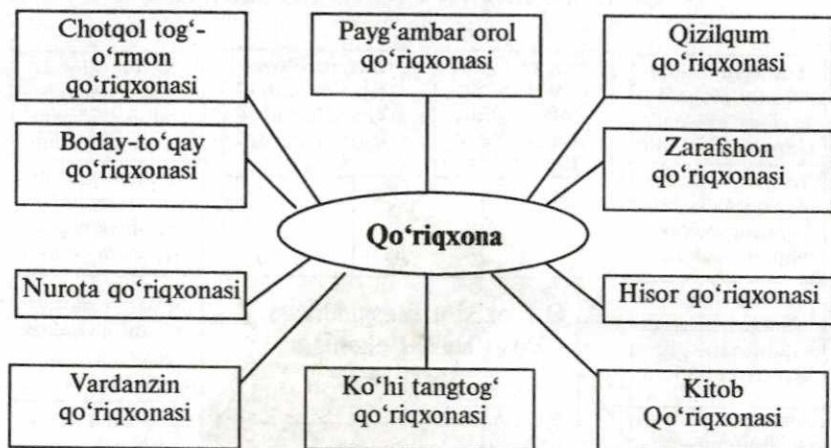 Chotqol tog‘-
o‘rmon
qo‘riqxonasi
Payg‘ambar orol
qo‘riqxonasi
Qizilqum
qo‘riqxonasi
Boday-to‘qay
qo‘riqxonasi
Zarafshon
qo‘riqxonasi
Qo‘riqxona
Nurota qo‘riqxonasi
Hisor qo‘riqxonasi
Vardanzin
qo‘riqxonasi
Ko‘hi tangtog‘
qo‘riqxonasi
Kitob
Qo‘riqxonasi